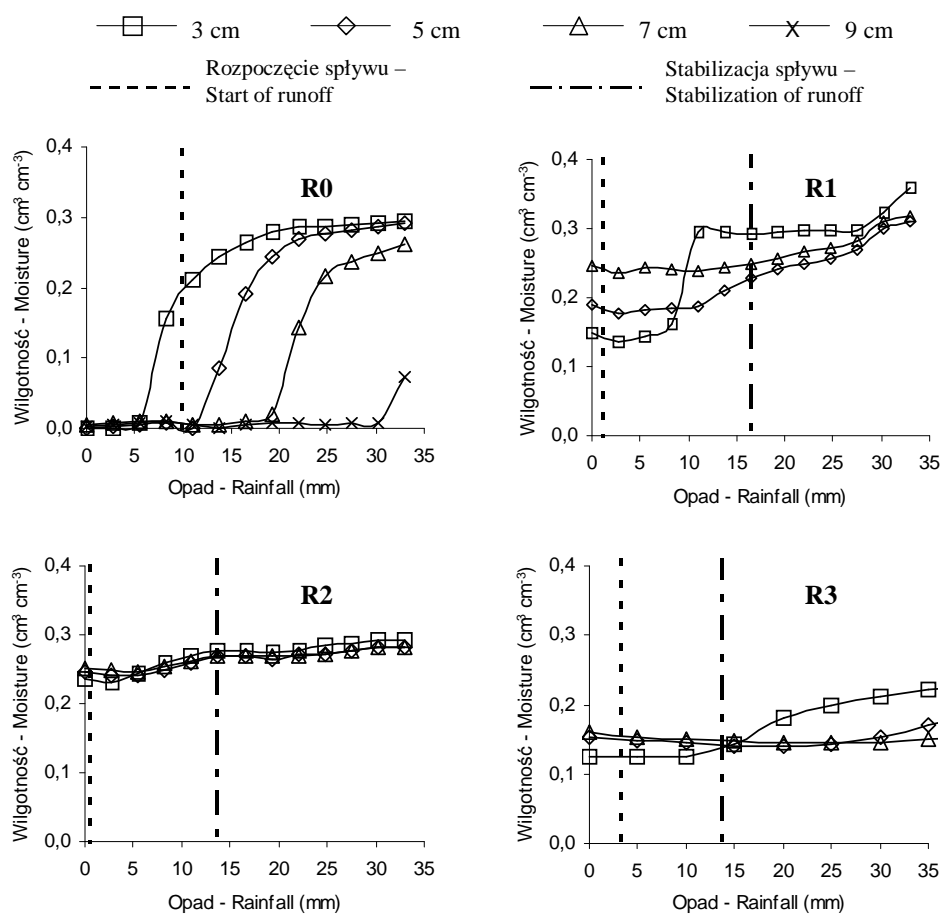 3 cm 5 cm 7 cm 9 cm
Rozpoczęcie spływu –
Start of runoff
Stabilizacja spływu –
Stabilization of runoff
Wilgotność - Moisture (cm³ cm⁻³)
0,4
0,3
0,2
0,1
0,0
R0
0 5 10 15 20 25 30 35
Opad - Rainfall (mm)
Wilgotność - Moisture (cm³ cm⁻³)
0,4
0,3
0,2
0,1
0,0
R1
0 5 10 15 20 25 30 35
Opad - Rainfall (mm)
Wilgotność - Moisture (cm³ cm⁻³)
0,4
0,3
0,2
0,1
0,0
R2
0 5 10 15 20 25 30 35
Opad - Rainfall (mm)
Wilgotność - Moisture (cm³ cm⁻³)
0,4
0,3
0,2
0,1
0,0
R3
0 5 10 15 20 25 30 35
Opad - Rainfall (mm)